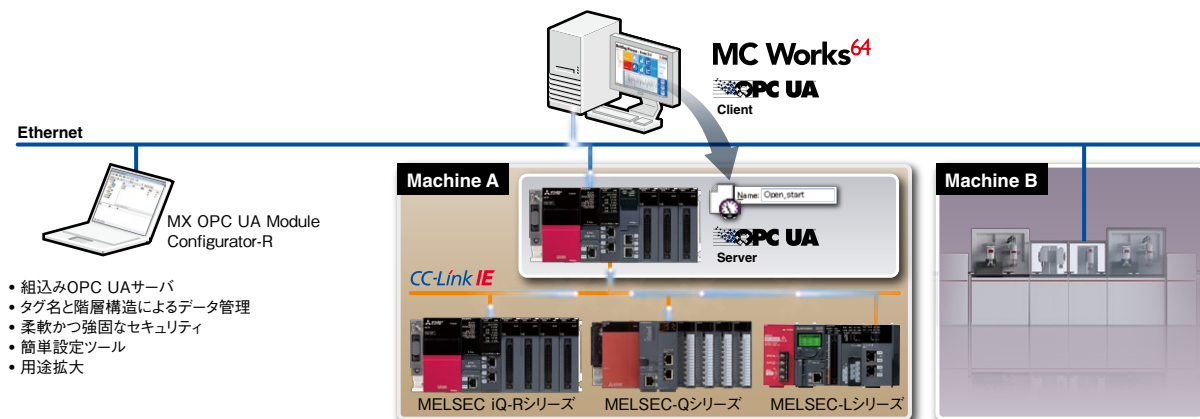 MC Works64
OPC UA
Client
Ethernet
MX OPC UA Module
Configurator-R
• 組込みOPC UAサーバ
• タグ名と階層構造によるデータ管理
• 柔軟かつ強固なセキュリティ
• 簡単設定ツール
• 用途拡大
Machine A
Name: Open_start
OPC UA
Server
CC-Link IE
MELSEC iQ-Rシリーズ
MELSEC-Qシリーズ
MELSEC-Lシリーズ
Machine B